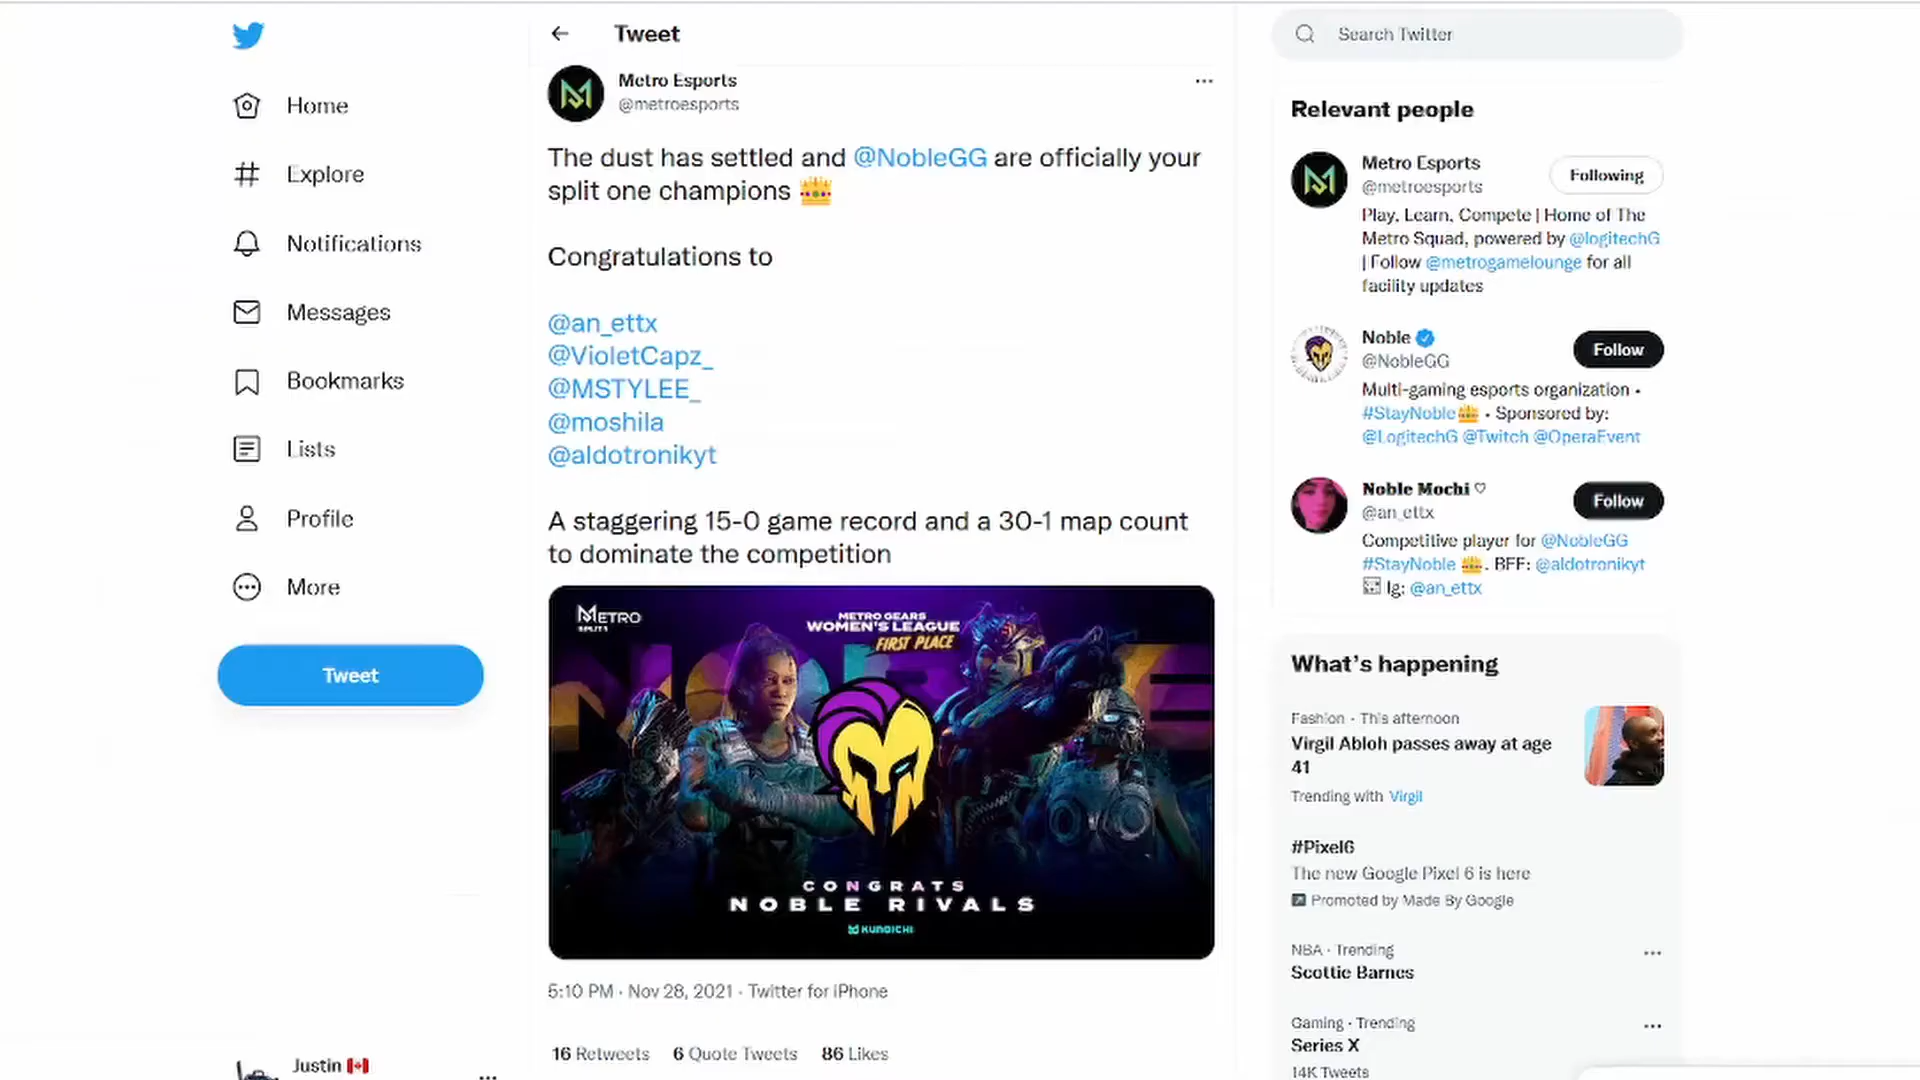 Home
Explore
Notifications
Messages
Bookmarks
Lists
Profile
More
Tweet
Justin
Tweet
Metro Esports
@metroesports
The dust has settled and @NobleGG are officially your
split one champions
Congratulations to
@an_ettx
@VioletCapz_
@MSTYLEE_
@moshila
@aldotronikyt
A staggering 15-0 game record and a 30-1 map count
to dominate the competition
METRO
SPLIT 1
METRO GEARS
WOMEN'S LEAGUE
FIRST PLACE
NOBLE
CONGRATS
NOBLE RIVALS
KUNOICHI
5:10 PM · Nov 28, 2021 · Twitter for iPhone
16 Retweets 6 Quote Tweets 86 Likes
Search Twitter
Relevant people
Metro Esports
@metroesports
Following
Play, Learn, Compete | Home of The
Metro Squad, powered by @logitechG
| Follow @metrogamelounge for all
facility updates
Noble
@NobleGG
Follow
Multi-gaming esports organization •
#StayNoble • Sponsored by:
@LogitechG @Twitch @OperaEvent
Noble Mochi ♡
@an_ettx
Follow
Competitive player for @NobleGG
#StayNoble . BFF: @aldotronikyt
Ig: @an_ettx
What's happening
Fashion · This afternoon
Virgil Abloh passes away at age
41
Trending with Virgil
#Pixel6
The new Google Pixel 6 is here
Promoted by Made By Google
NBA · Trending
Scottie Barnes
Gaming · Trending
Series X
14K Tweets